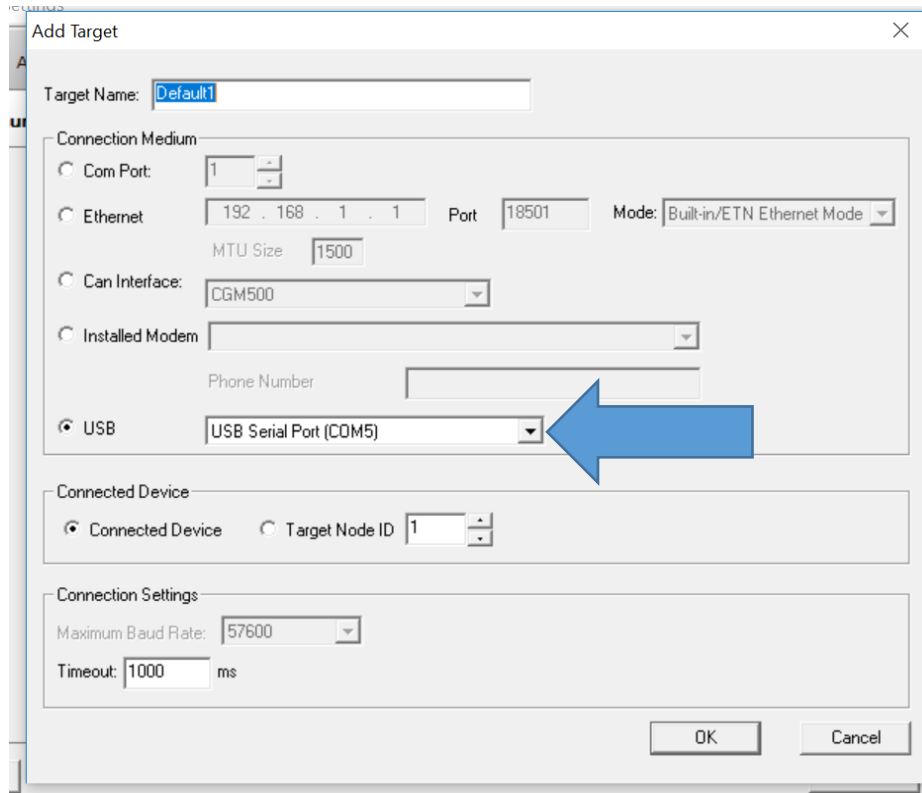 ettings
Add Target
A
Target Name: Default1
ur
Connection Medium
Com Port: 1
Ethernet 192 . 168 . 1 . 1 Port 18501 Mode: Built-in/ETN Ethernet Mode
MTU Size 1500
Can Interface: CGM500
Installed Modem
Phone Number
USB USB Serial Port (COM5)
Connected Device
Connected Device Target Node ID 1
Connection Settings
Maximum Baud Rate: 57600
Timeout: 1000 ms
OK Cancel